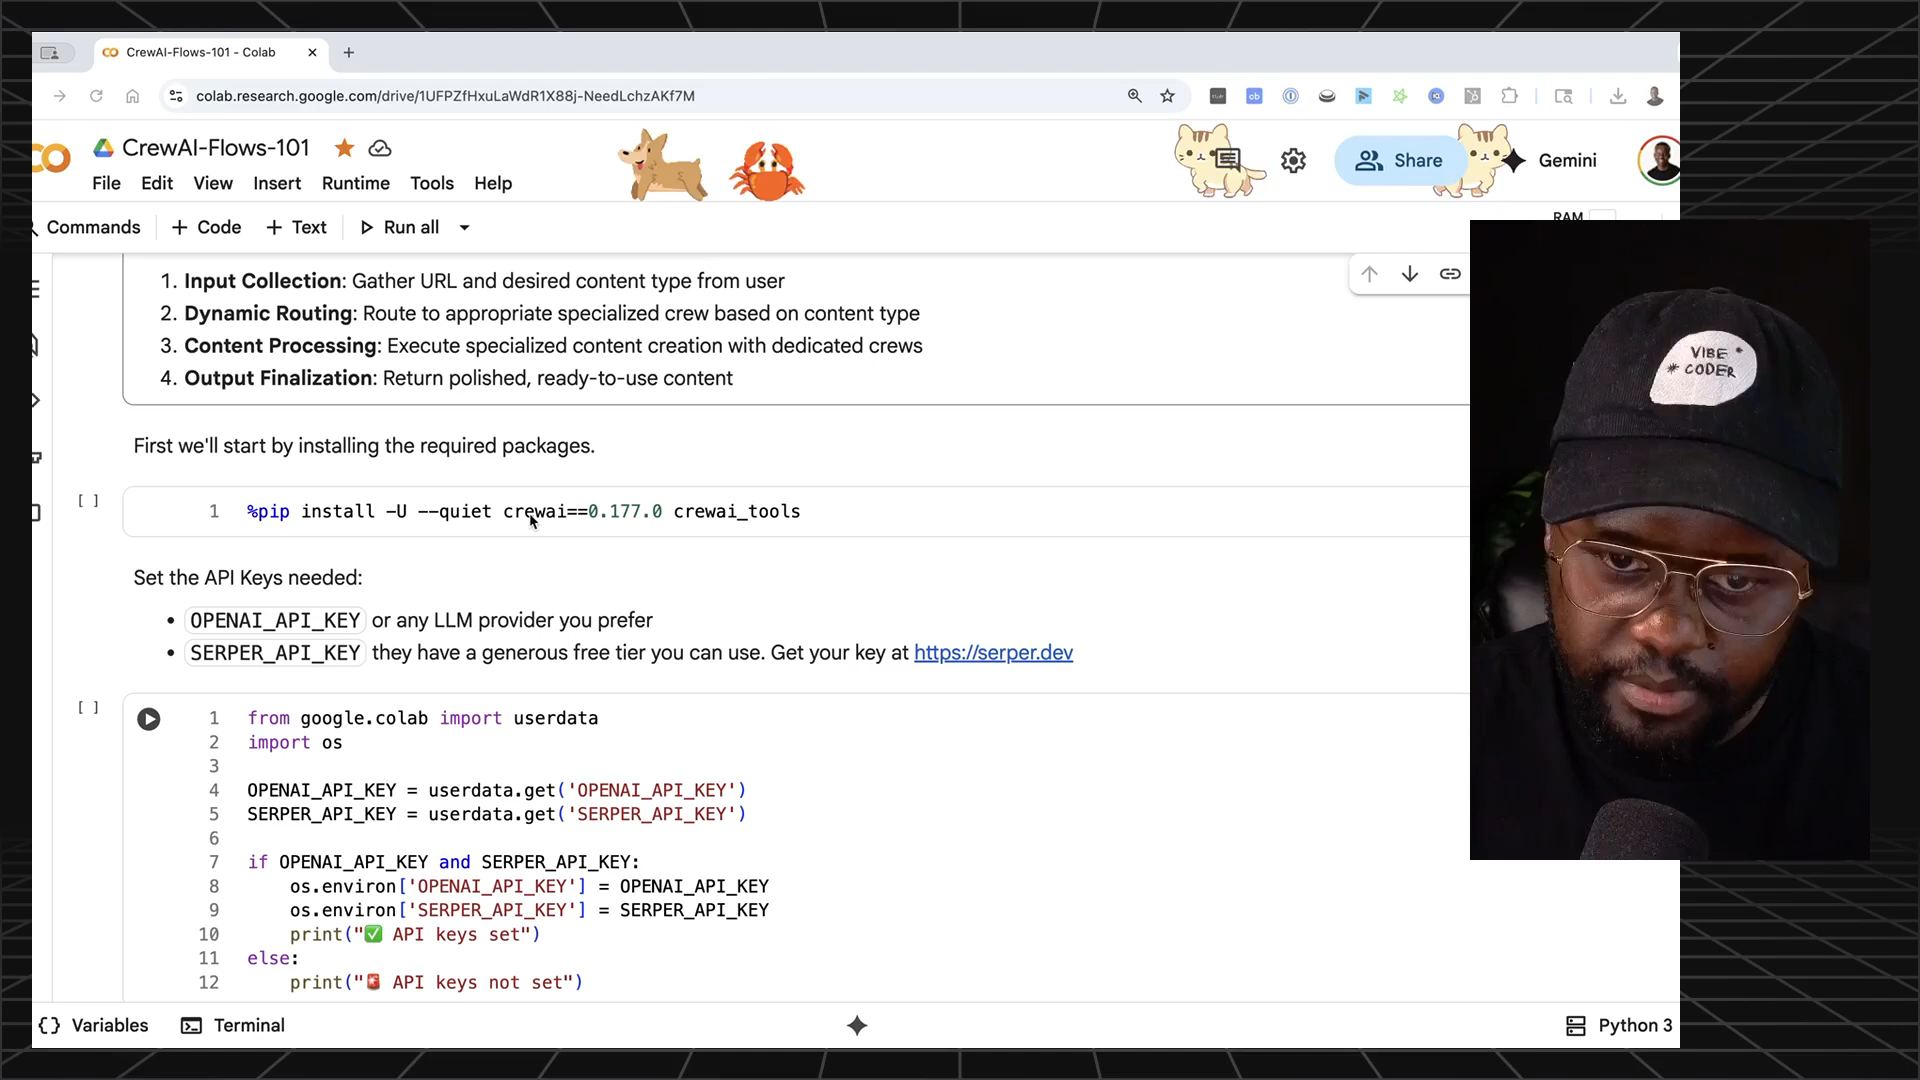 CrewAI-Flows-101 - Colab
colab.research.google.com/drive/1UFPZfHxuLaWdR1X88j-NeedLchzAKf7M
CrewAI-Flows-101
File Edit View Insert Runtime Tools Help
Share
Gemini
Commands + Code + Text Run all
RAM
1. Input Collection: Gather URL and desired content type from user
2. Dynamic Routing: Route to appropriate specialized crew based on content type
3. Content Processing: Execute specialized content creation with dedicated crews
4. Output Finalization: Return polished, ready-to-use content
First we'll start by installing the required packages.
[ ]
1 %pip install -U --quiet crewai==0.177.0 crewai_tools
Set the API Keys needed:
• OPENAI_API_KEY or any LLM provider you prefer
• SERPER_API_KEY they have a generous free tier you can use. Get your key at https://serper.dev
[ ]
1 from google.colab import userdata
2 import os
3
4 OPENAI_API_KEY = userdata.get('OPENAI_API_KEY')
5 SERPER_API_KEY = userdata.get('SERPER_API_KEY')
6
7 if OPENAI_API_KEY and SERPER_API_KEY:
8     os.environ['OPENAI_API_KEY'] = OPENAI_API_KEY
9     os.environ['SERPER_API_KEY'] = SERPER_API_KEY
10     print("✅ API keys set")
11 else:
12     print("🚨 API keys not set")
{} Variables
Terminal
Python 3
VIBE
CODER